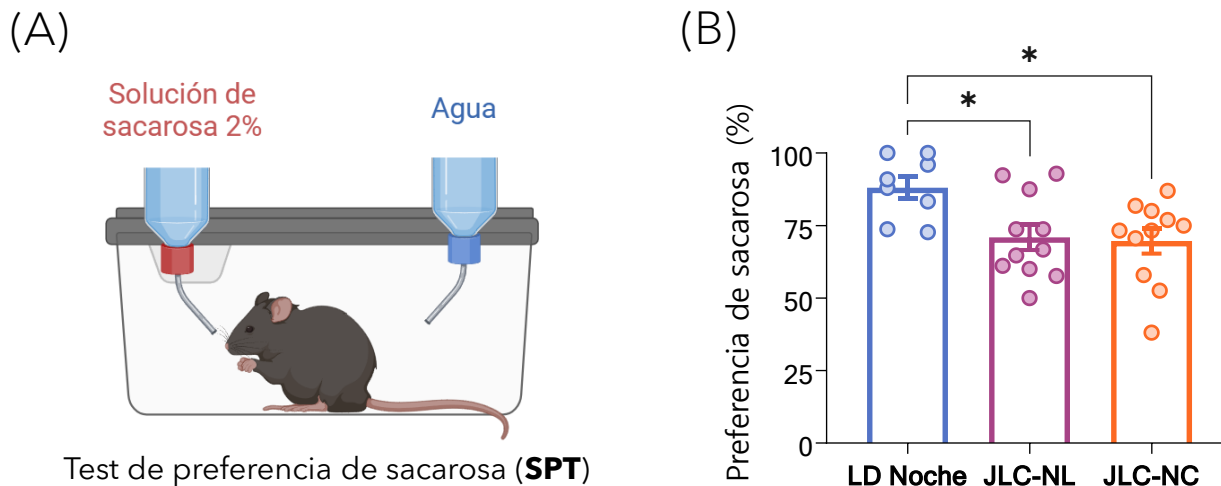 (A)
Solución de
sacarosa 2%
Agua
Test de preferencia de sacarosa (SPT)
(B)
Preferencia de sacarosa (%)
*
*
100
75
50
25
0
LD Noche JLC-NL JLC-NC